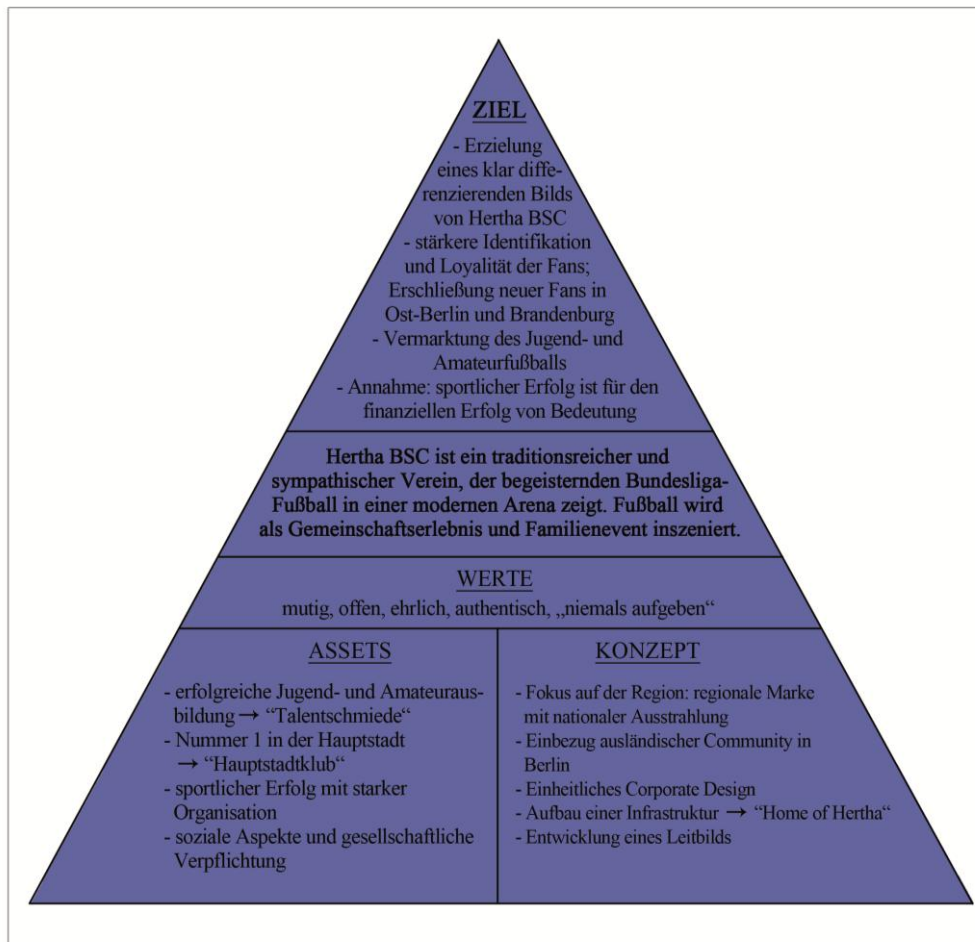 ZIEL
- Erzielung
eines klar diffe-
renzierenden Bilds
von Hertha BSC
- stärkere Identifikation
und Loyalität der Fans;
Erschließung neuer Fans in
Ost-Berlin und Brandenburg
- Vermarktung des Jugend- und
Amateurfußballs
- Annahme: sportlicher Erfolg ist für den
finanziellen Erfolg von Bedeutung
Hertha BSC ist ein traditionsreicher und
sympathischer Verein, der begeisternden Bundesliga-
Fußball in einer modernen Arena zeigt. Fußball wird
als Gemeinschaftserlebnis und Familienevent inszeniert.
WERTE
mutig, offen, ehrlich, authentisch, „niemals aufgeben“
ASSETS
- erfolgreiche Jugend- und Amateuraus-
bildung → “Talentschmiede“
- Nummer 1 in der Hauptstadt
→ “Hauptstadtklub“
- sportlicher Erfolg mit starker
Organisation
- soziale Aspekte und gesellschaftliche
Verpflichtung
KONZEPT
- Fokus auf der Region: regionale Marke
mit nationaler Ausstrahlung
- Einbezug ausländischer Community in
Berlin
- Einheitliches Corporate Design
- Aufbau einer Infrastruktur → “Home of Hertha“
- Entwicklung eines Leitbilds